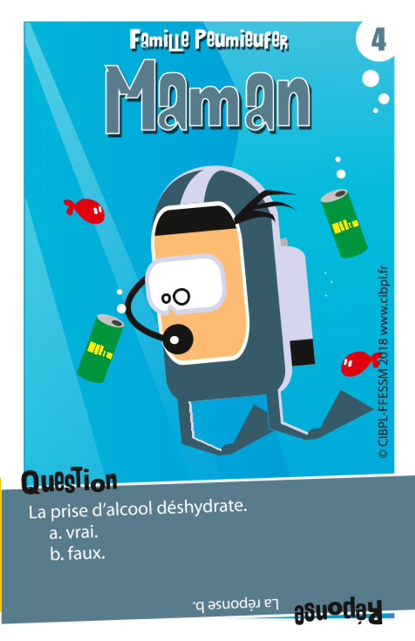 Famille Peumieufer
4
Maman
© CIBPL-FFESSM 2018 www.cibpl.fr
Question
La prise d'alcool déshydrate.
a. vrai.
b. faux.
Réponse
La réponse b.